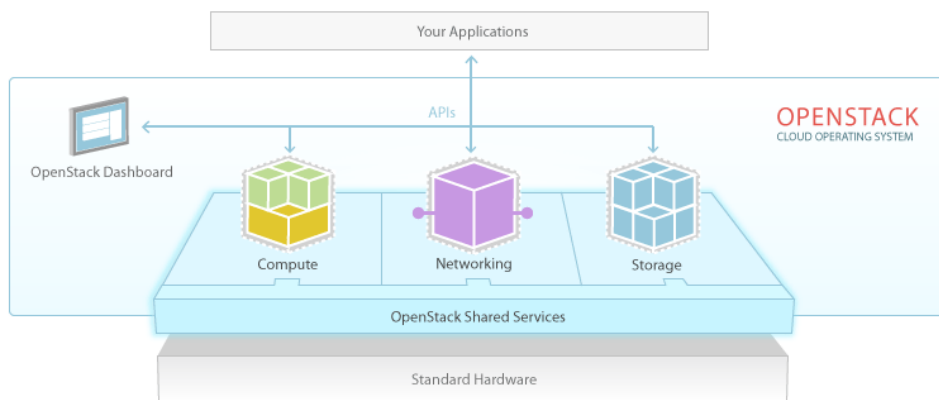 Your Applications
APIs
OPENSTACK
CLOUD OPERATING SYSTEM
OpenStack Dashboard
Compute
Networking
Storage
OpenStack Shared Services
Standard Hardware